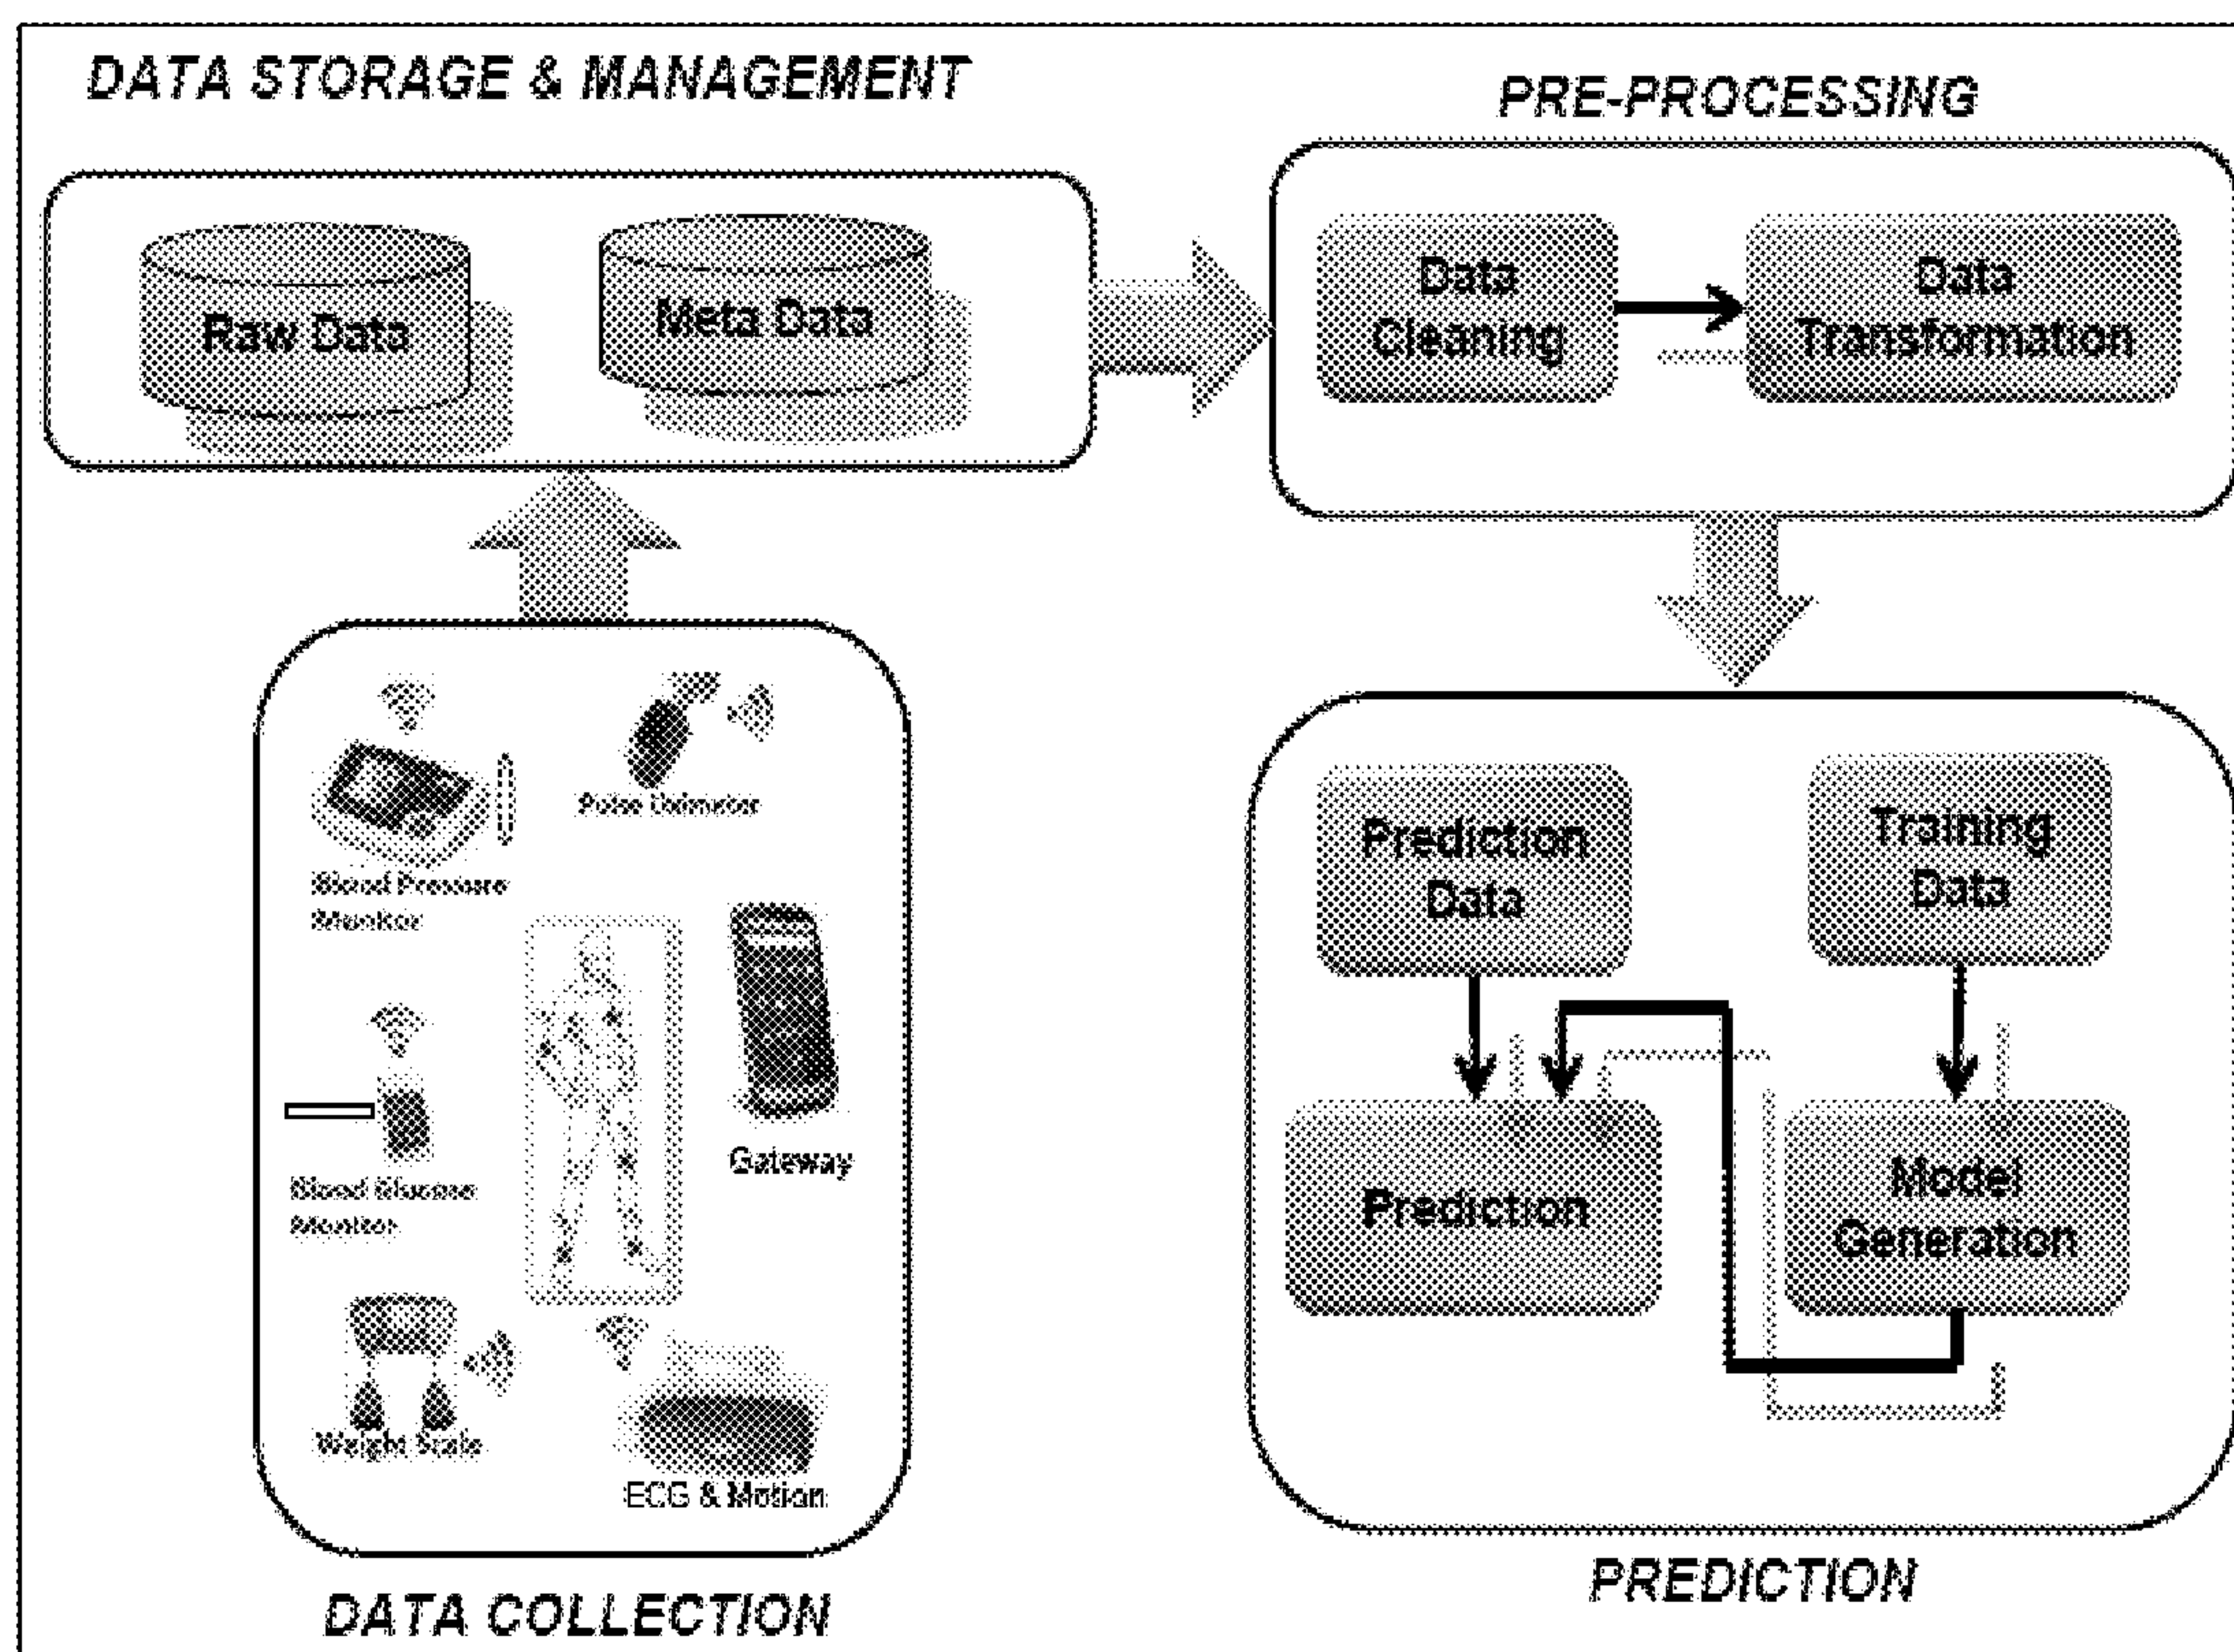 DATA STORAGE & MANAGEMENT
PRE-PROCESSING
Raw Data
Meta Data
Data
Cleaning
Data
Transformation
Pulse Oximeter
Blood Pressure
Monitor
Gateway
Blood Glucose
Monitor
Weight Scale
ECG & Motion
DATA COLLECTION
Prediction
Data
Training
Data
Prediction
Model
Generation
PREDICTION